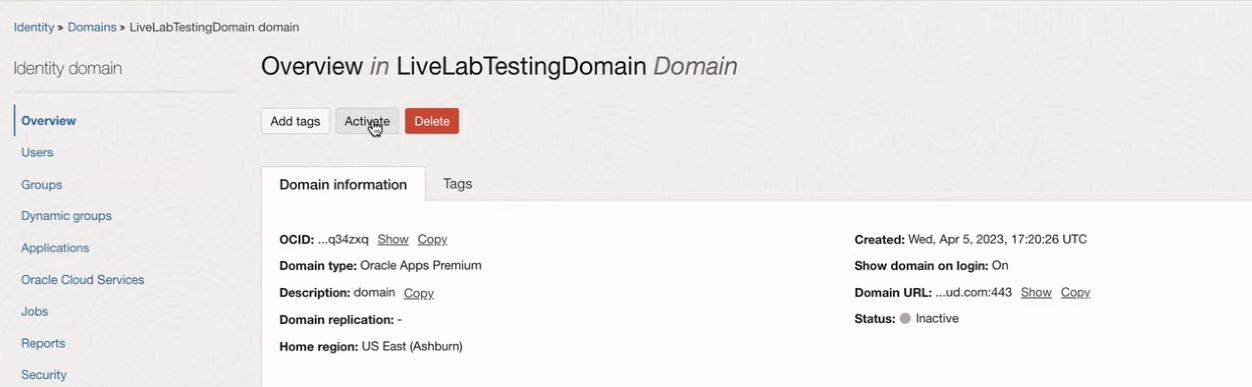 Identity » Domains » LiveLabTestingDomain domain
Identity domain
Overview in LiveLabTestingDomain Domain
Add tags Activate Delete
Overview
Users
Groups
Dynamic groups
Applications
Oracle Cloud Services
Jobs
Reports
Security
Domain information Tags
OCID: ...q34zxq Show Copy
Domain type: Oracle Apps Premium
Description: domain Copy
Domain replication: -
Home region: US East (Ashburn)
Created: Wed, Apr 5, 2023, 17:20:26 UTC
Show domain on login: On
Domain URL: ...ud.com:443 Show Copy
Status: Inactive